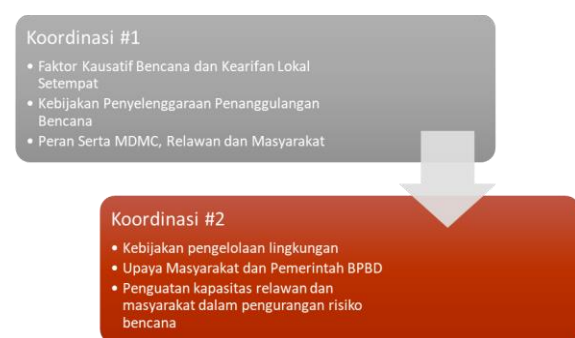 Koordinasi #1
• Faktor Kausatif Bencana dan Kearifan Lokal
Setempat
• Kebijakan Penyelenggaraan Penanggulangan
Bencana
• Peran Serta MDMC, Relawan dan Masyarakat
Koordinasi #2
• Kebijakan pengelolaan lingkungan
• Upaya Masyarakat dan Pemerintah BPBD
• Penguatan kapasitas relawan dan
masyarakat dalam pengurangan risiko
bencana